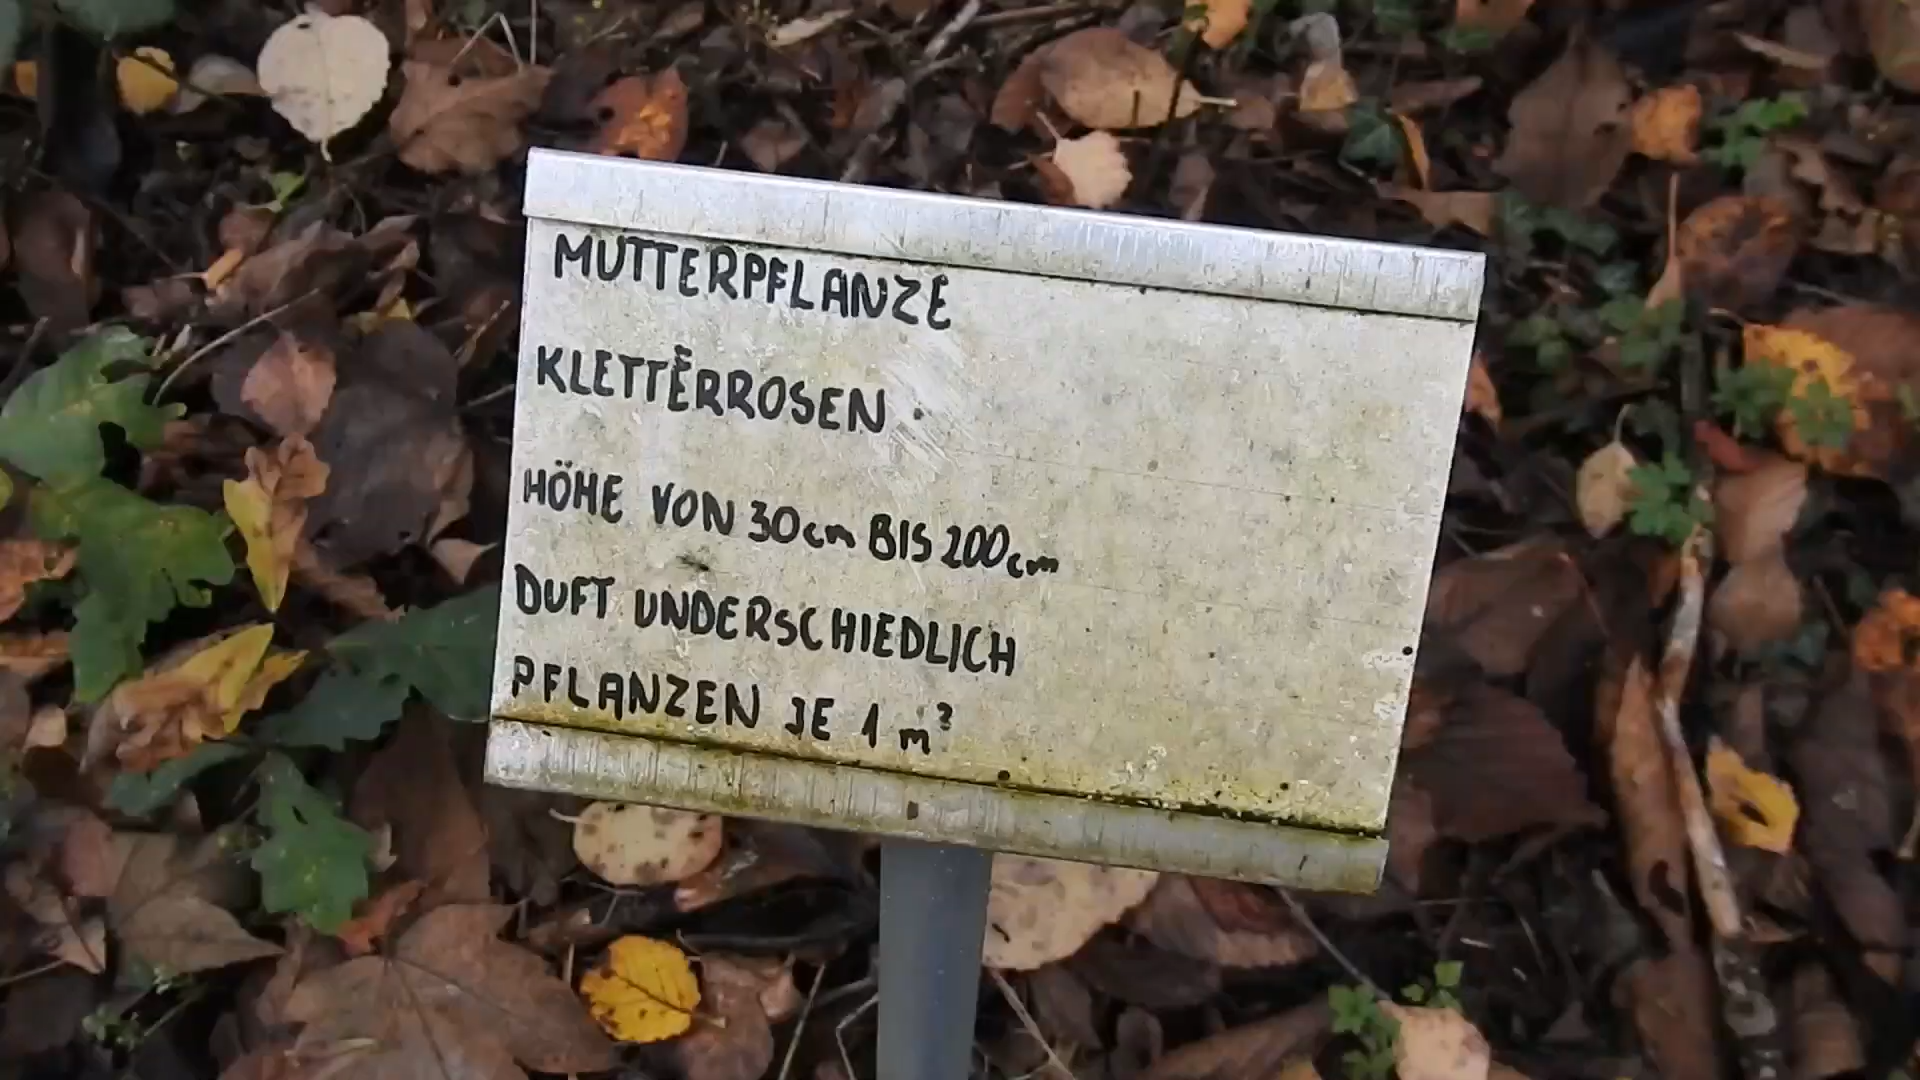 MUTTERPFLANZE
KLETTERROSEN.
HÖHE VON 30cm BIS 200cm
DUFT UNDERSCHIEDLICH
PFLANZEN JE 1 m²